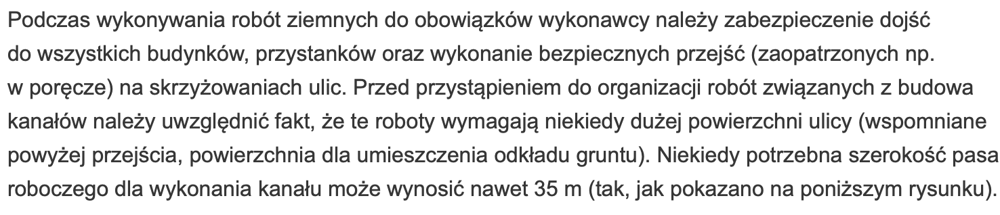 Podczas wykonywania robót ziemnych do obowiązków wykonawcy należy zabezpieczenie dojść
do wszystkich budynków, przystanków oraz wykonanie bezpiecznych przejść (zaopatrzonych np.
w poręcze) na skrzyżowaniach ulic. Przed przystąpieniem do organizacji robót związanych z budowa
kanałów należy uwzględnić fakt, że te roboty wymagają niekiedy dużej powierzchni ulicy (wspomniane
powyżej przejścia, powierzchnia dla umieszczenia odkładu gruntu). Niekiedy potrzebna szerokość pasa
roboczego dla wykonania kanału może wynosić nawet 35 m (tak, jak pokazano na poniższym rysunku).